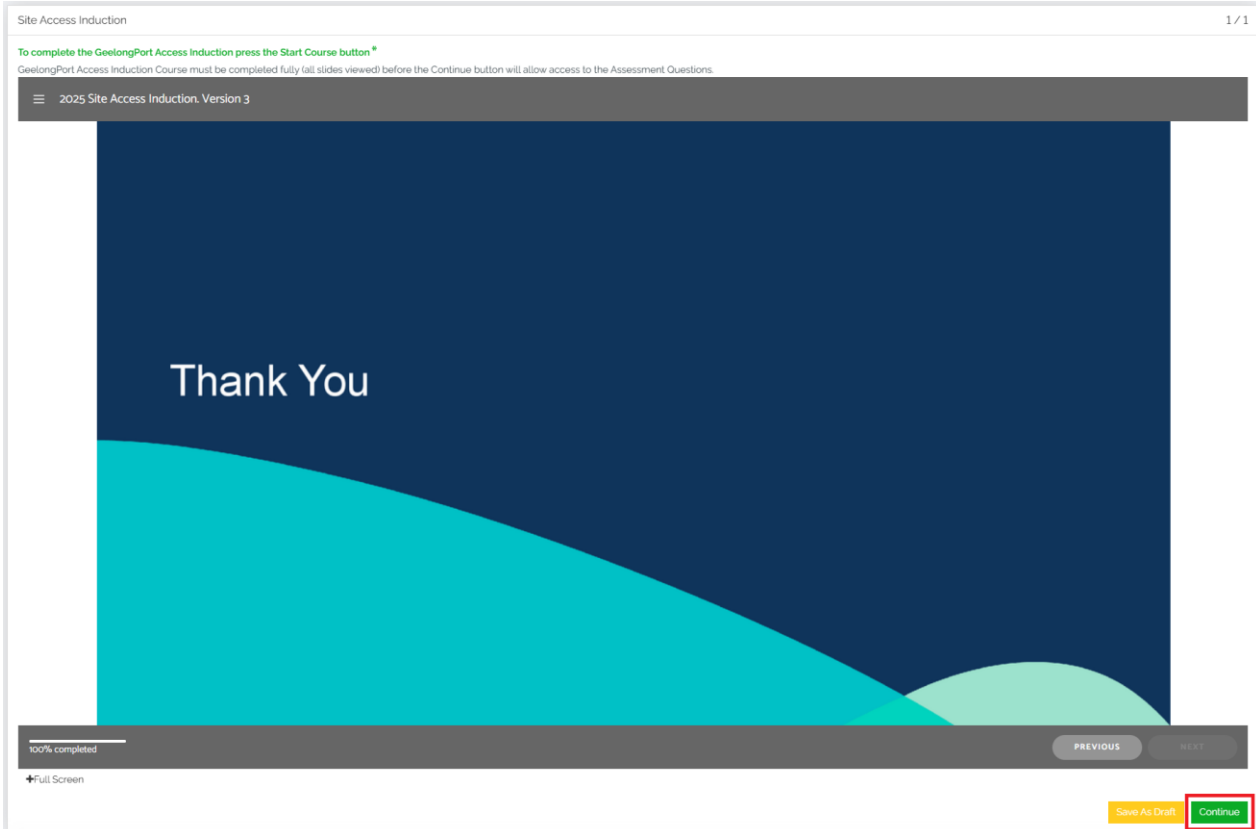 Site Access Induction 1 / 1
To complete the GeelongPort Access Induction press the Start Course button *
GeelongPort Access Induction Course must be completed fully (all slides viewed) before the Continue button will allow access to the Assessment Questions.
2025 Site Access Induction. Version 3
Thank You
100% completed
PREVIOUS NEXT
+Full Screen
Save As Draft Continue